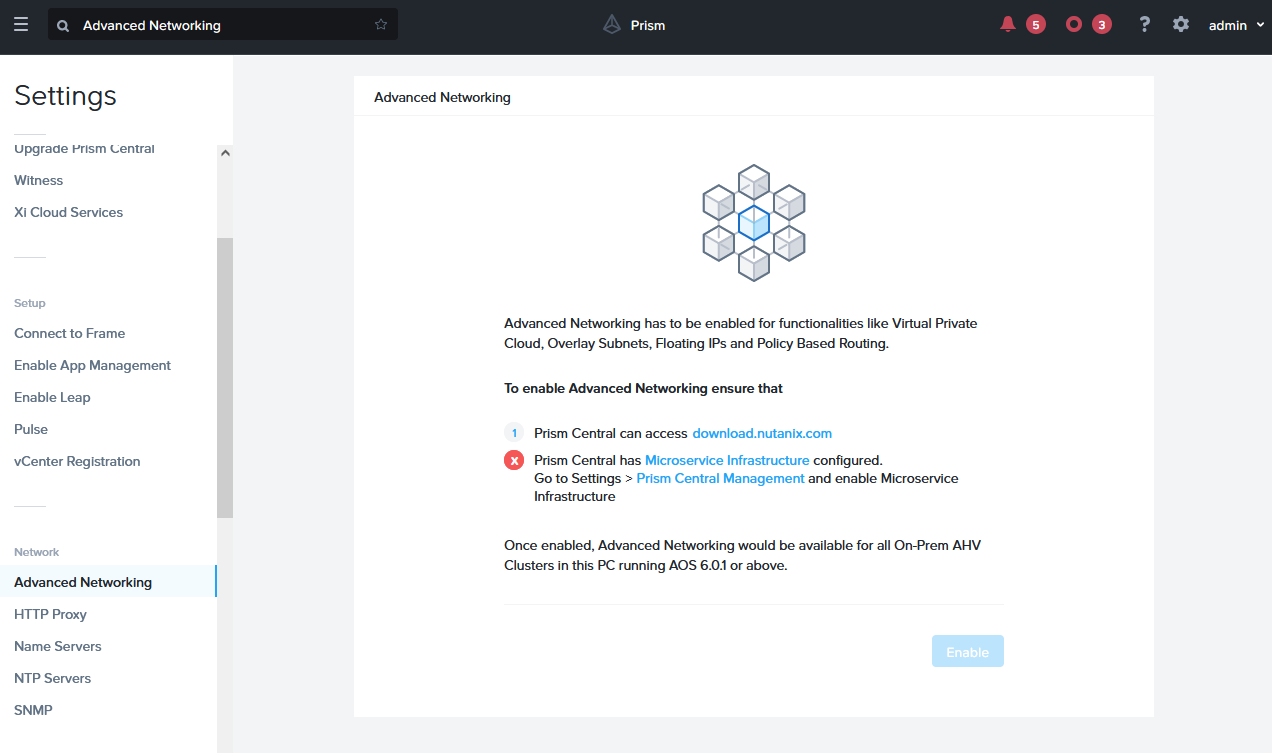 Advanced Networking
Prism
5
3
?
admin
Settings
Upgrade Prism Central
Witness
Xi Cloud Services
Setup
Connect to Frame
Enable App Management
Enable Leap
Pulse
vCenter Registration
Network
Advanced Networking
HTTP Proxy
Name Servers
NTP Servers
SNMP
Advanced Networking
Advanced Networking has to be enabled for functionalities like Virtual Private
Cloud, Overlay Subnets, Floating IPs and Policy Based Routing.
To enable Advanced Networking ensure that
1 Prism Central can access download.nutanix.com
x Prism Central has Microservice Infrastructure configured.
Go to Settings > Prism Central Management and enable Microservice
Infrastructure
Once enabled, Advanced Networking would be available for all On-Prem AHV
Clusters in this PC running AOS 6.0.1 or above.
Enable